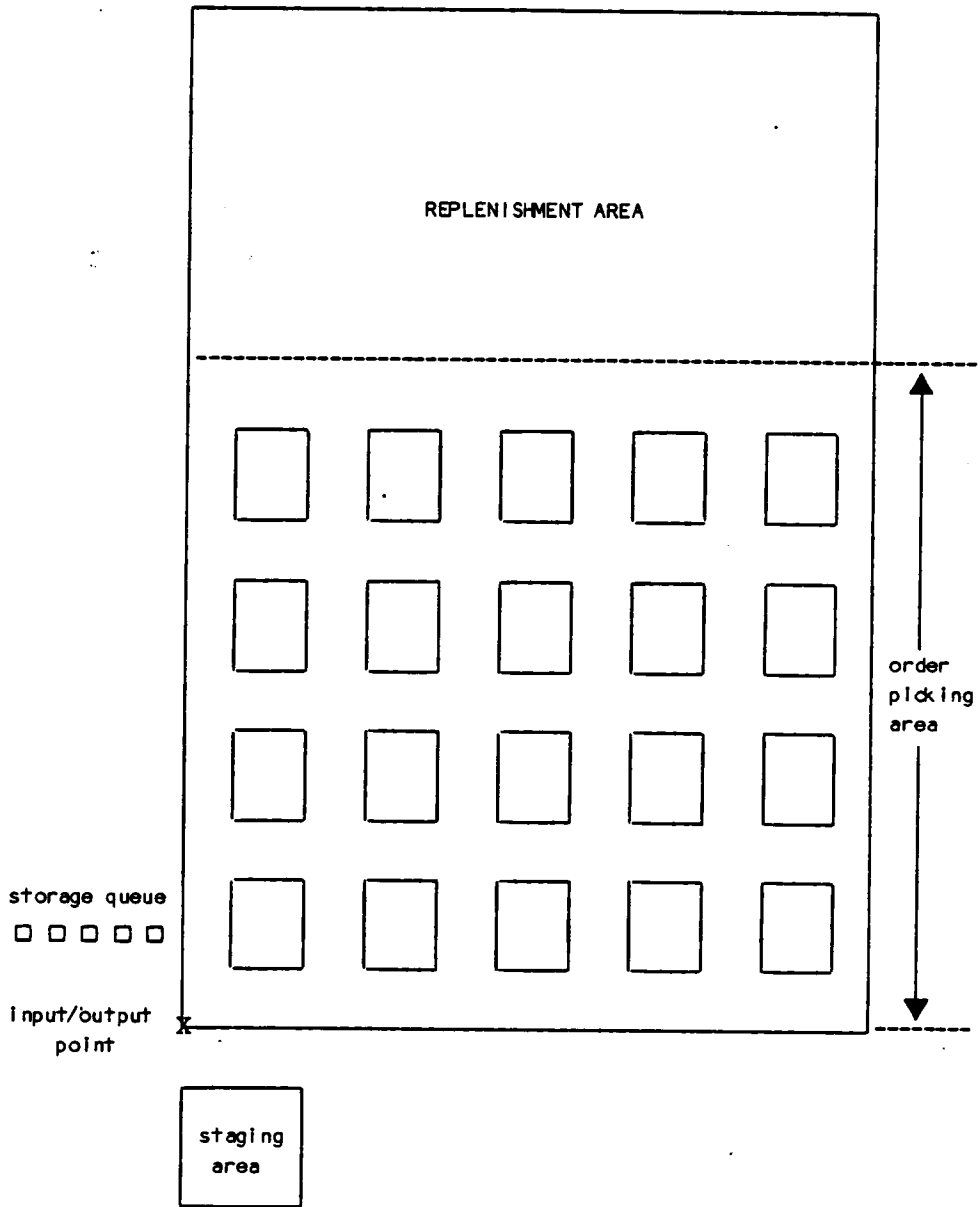 REPLENISHMENT AREA
order
picking
area
storage queue
input/output
point
X
staging
area